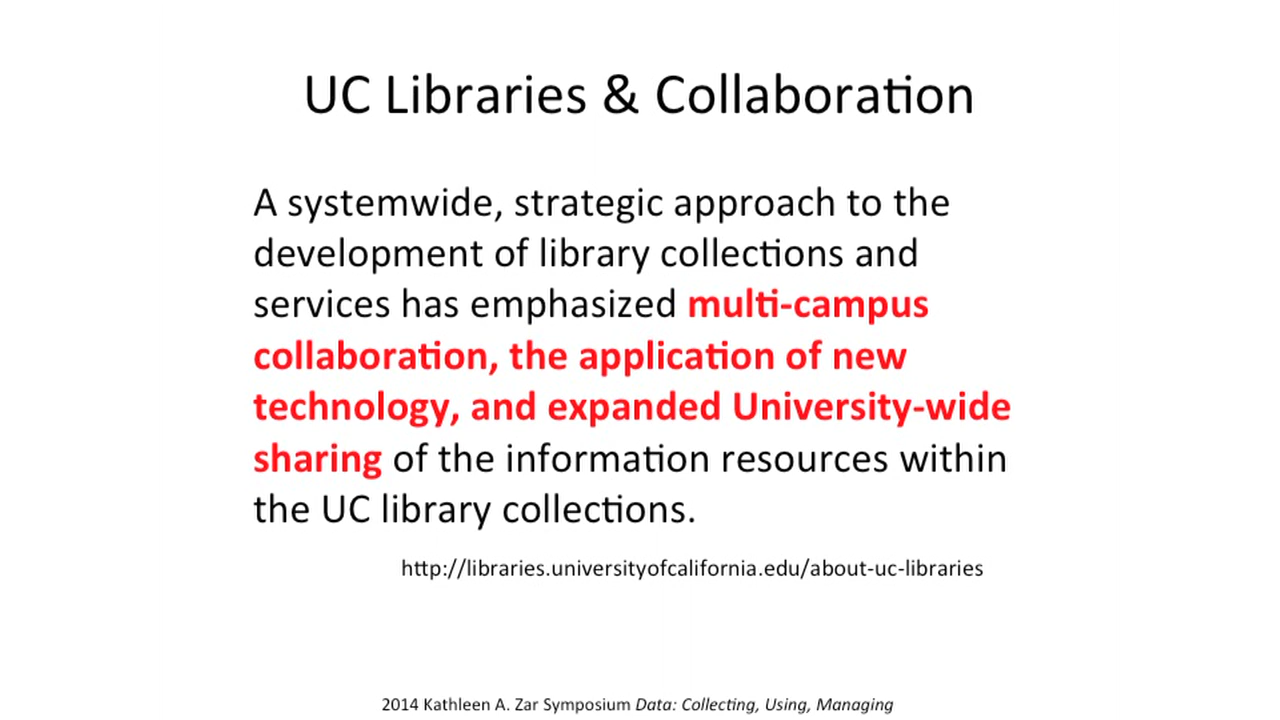 UC Libraries & Collaboration
A systemwide, strategic approach to the
development of library collections and
services has emphasized multi-campus
collaboration, the application of new
technology, and expanded University-wide
sharing of the information resources within
the UC library collections.
http://libraries.universityofcalifornia.edu/about-uc-libraries
2014 Kathleen A. Zar Symposium Data: Collecting, Using, Managing